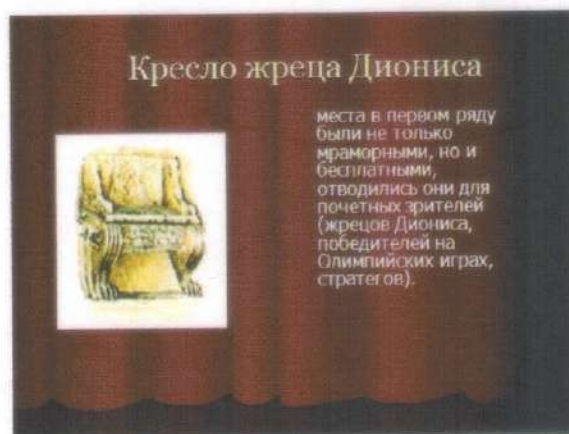 Кресло жреца Диониса
места в первом ряду
были не только
мраморными, но и
бесплатными,
отводились они для
почетных зрителей
(жрецов Диониса,
победителей на
Олимпийских играх,
стратегов).